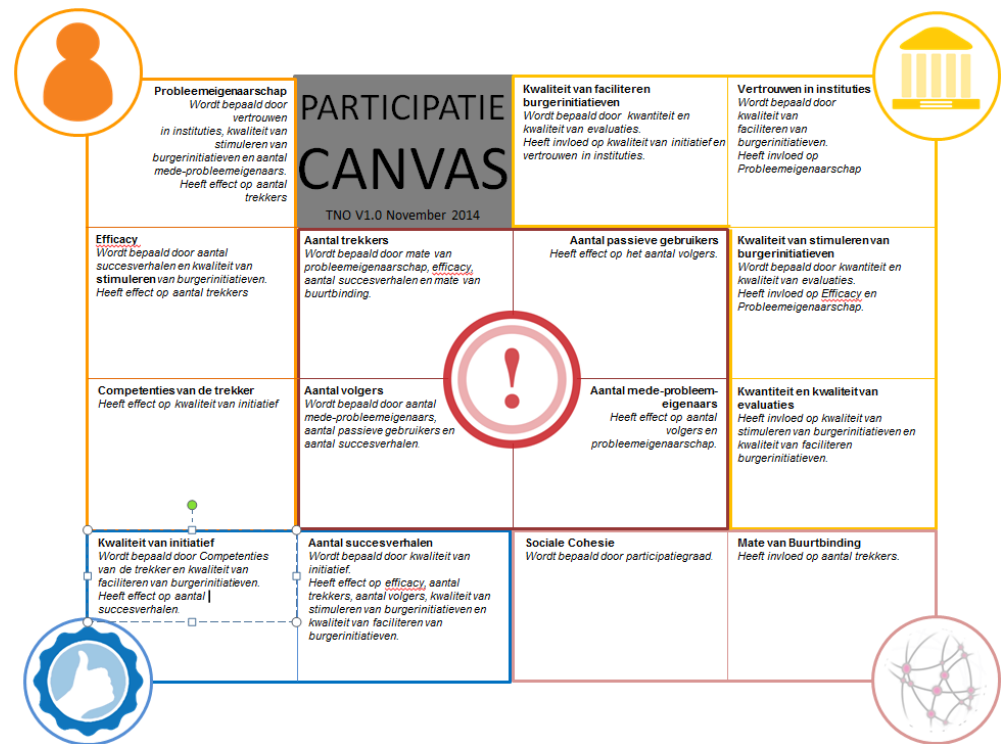 Probleemeigenaarschap
Wordt bepaald door
vertrouwen
in instituties, kwaliteit van
stimuleren van
burgerinitiatieven en aantal
mede-probleemeigenaars.
Heeft effect op aantal
trekkers
PARTICIPATIE
CANVAS
TNO V1.0 November 2014
Kwaliteit van faciliteren
burgerinitiatieven
Wordt bepaald door kwantiteit en
kwaliteit van evaluaties.
Heeft invloed op kwaliteit van initiatief en
vertrouwen in instituties.
Vertrouwen in instituties
Wordt bepaald door
kwaliteit van
faciliteren van
burgerinitiatieven.
Heeft invloed op
Probleemeigenaarschap
Efficacy
Wordt bepaald door aantal
succesverhalen en kwaliteit van
stimuleren van burgerinitiatieven.
Heeft effect op aantal trekkers
Aantal trekkers
Wordt bepaald door mate van
probleemeigenaarschap, efficacy,
aantal succesverhalen en mate van
buurtbinding.
Aantal passieve gebruikers
Heeft effect op het aantal volgers.
Kwaliteit van stimuleren van
burgerinitiatieven
Wordt bepaald door kwantiteit en
kwaliteit van evaluaties.
Heeft invloed op Efficacy en
Probleemeigenaarschap.
Competenties van de trekker
Heeft effect op kwaliteit van initiatief
Aantal volgers
Wordt bepaald door aantal
mede-probleemeigenaars,
aantal passieve gebruikers en
aantal succesverhalen.
!
Aantal mede-probleem-
eigenaars
Heeft effect op aantal
volgers en
probleemeigenaarschap.
Kwantiteit en kwaliteit van
evaluaties
Heeft invloed op kwaliteit van
stimuleren van burgerinitiatieven en
kwaliteit van faciliteren
burgerinitiatieven.
Kwaliteit van initiatief
Wordt bepaald door Competenties
van de trekker en kwaliteit van
faciliteren van burgerinitiatieven.
Heeft effect op aantal
succesverhalen.
Aantal succesverhalen
Wordt bepaald door kwaliteit van
initiatief.
Heeft effect op efficacy, aantal
trekkers, aantal volgers, kwaliteit van
stimuleren van burgerinitiatieven en
kwaliteit van faciliteren van
burgerinitiatieven.
Sociale Cohesie
Wordt bepaald door participatiegraad.
Mate van Buurtbinding
Heeft invloed op aantal trekkers.